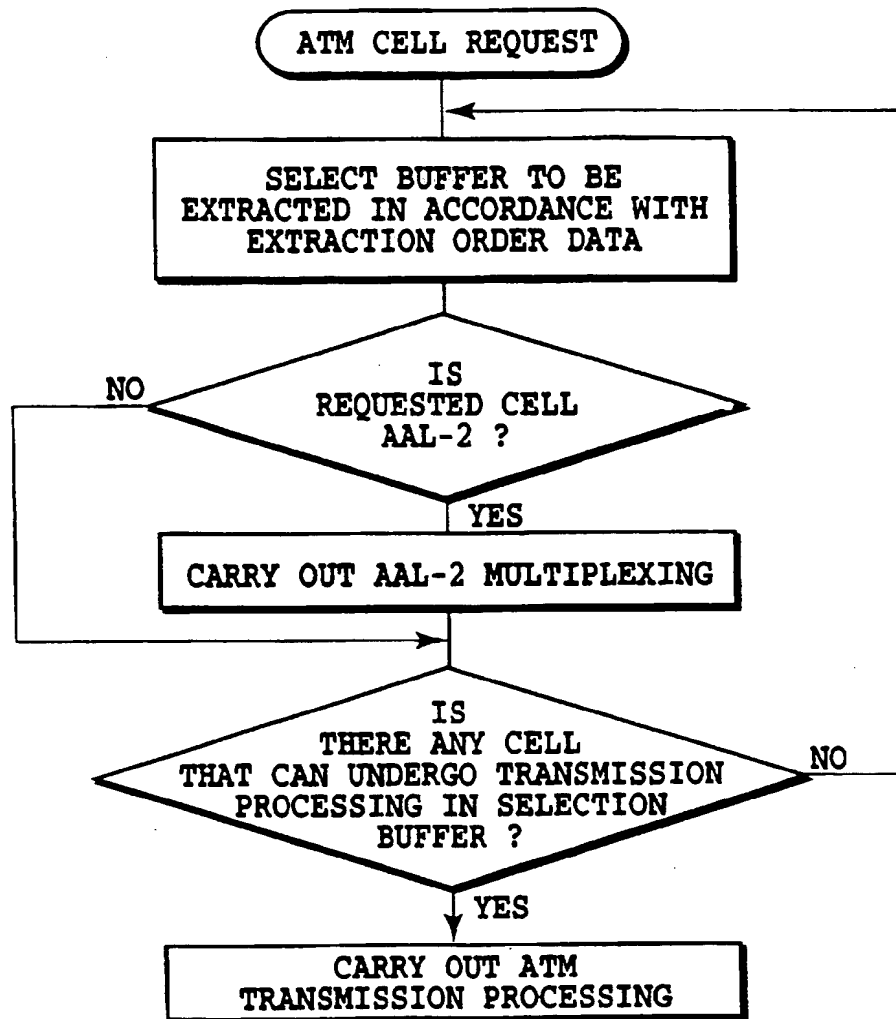 ATM CELL REQUEST
SELECT BUFFER TO BE
EXTRACTED IN ACCORDANCE WITH
EXTRACTION ORDER DATA
IS
REQUESTED CELL
AAL-2 ?
NO
YES
CARRY OUT AAL-2 MULTIPLEXING
IS
THERE ANY CELL
THAT CAN UNDERGO TRANSMISSION
PROCESSING IN SELECTION
BUFFER ?
NO
YES
CARRY OUT ATM
TRANSMISSION PROCESSING